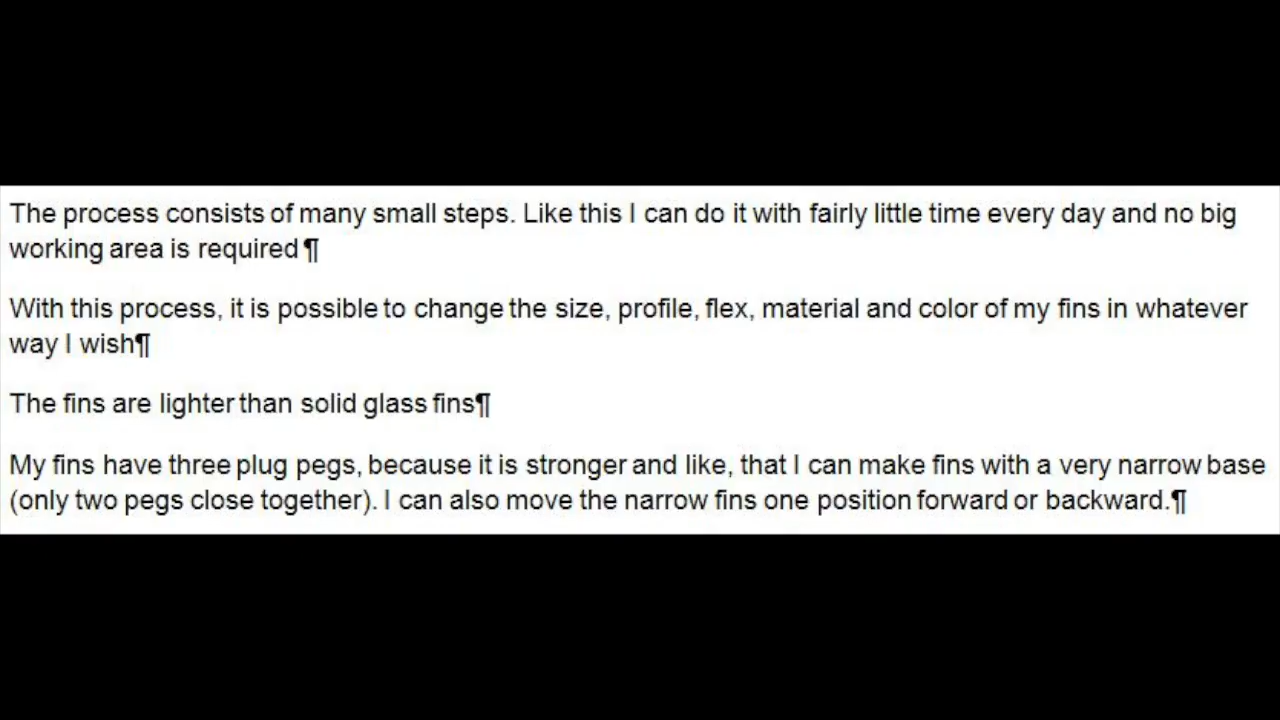 The process consists of many small steps. Like this I can do it with fairly little time every day and no big
working area is required ¶
With this process, it is possible to change the size, profile, flex, material and color of my fins in whatever
way I wish¶
The fins are lighter than solid glass fins¶
My fins have three plug pegs, because it is stronger and like, that I can make fins with a very narrow base
(only two pegs close together). I can also move the narrow fins one position forward or backward.¶